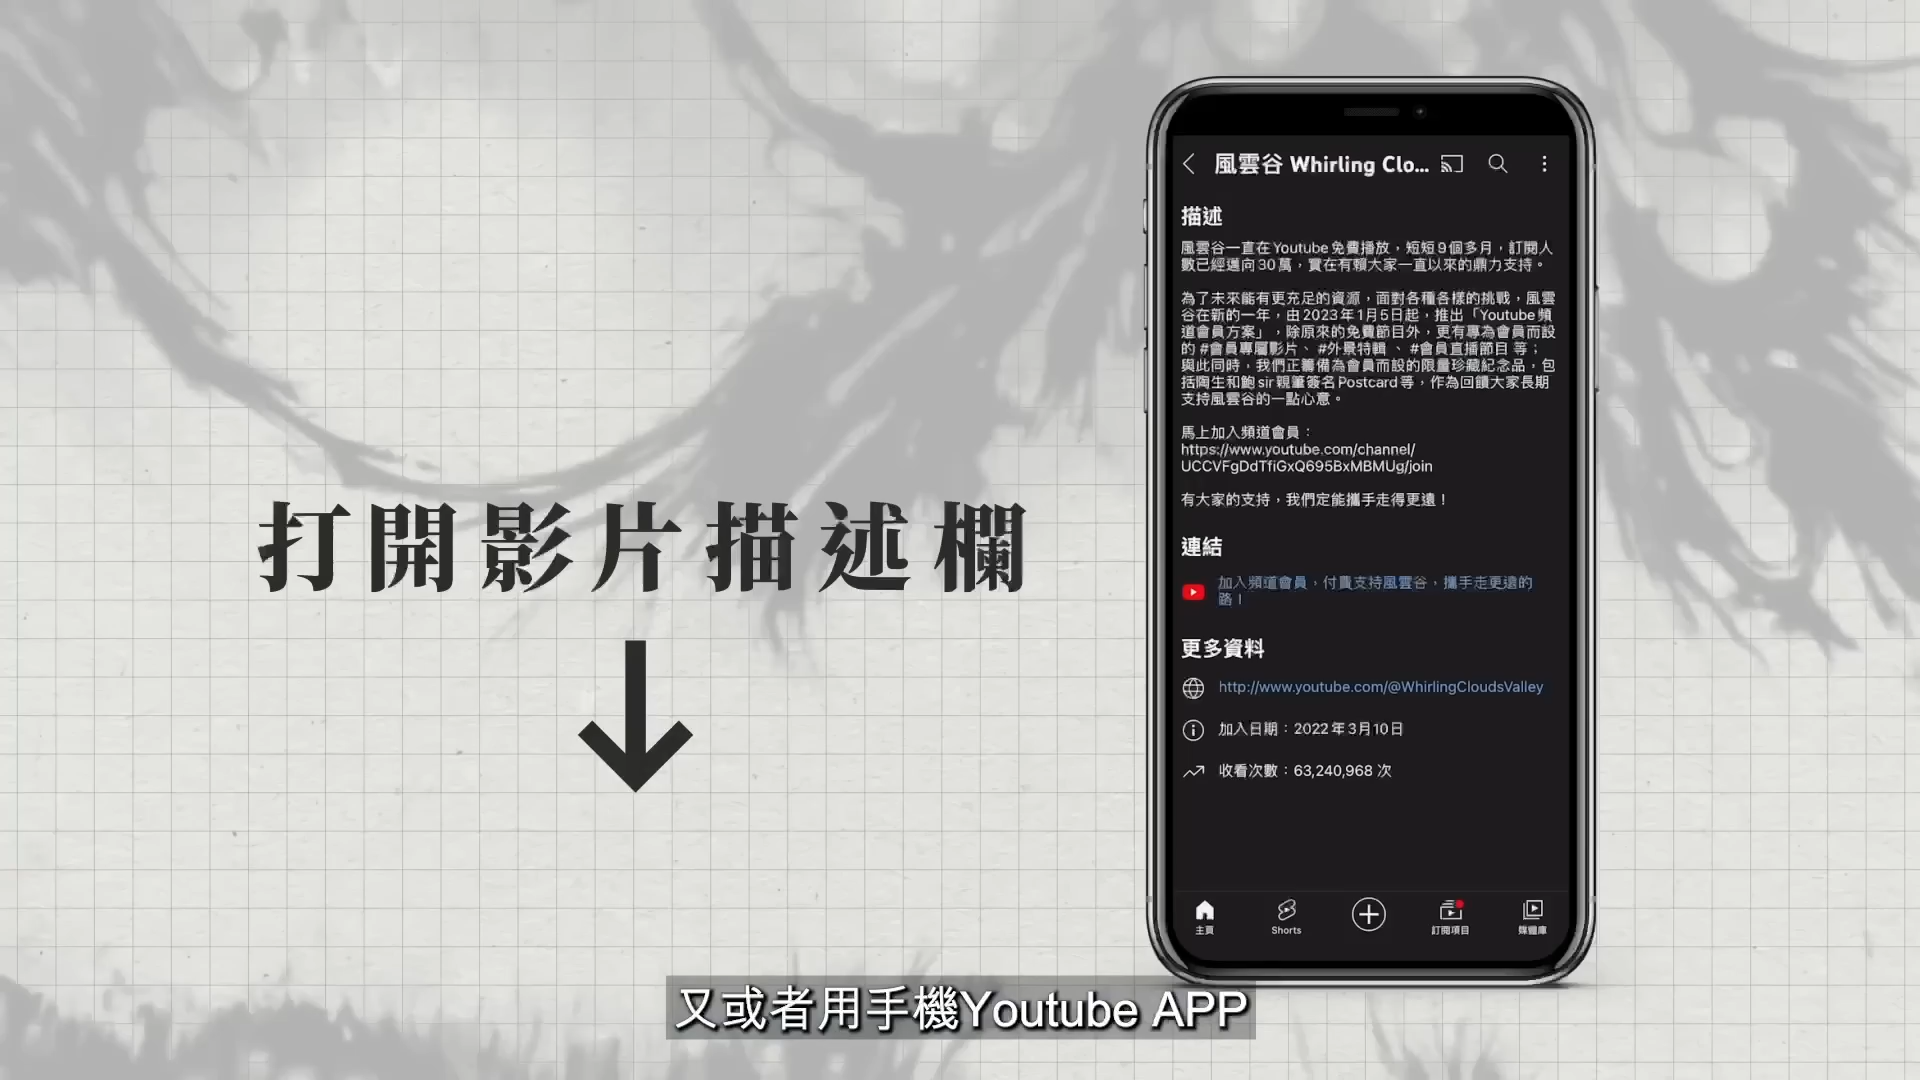 打開影片描述欄
風雲谷 Whirling Clo...
描述
風雲谷一直在Youtube免費播放，短短9個多月，訂閱人
數已經邁向30萬，實在有賴大家一直以來的鼎力支持。
為了未來能有更充足的資源，面對各種各樣的挑戰，風雲
谷在新的一年，由2023年1月5日起，推出「Youtube頻
道會員方案」，除原來的免費節目外，更有專為會員而設
的 #會員專屬影片、 #外景特輯 、 #會員直播節目 等；
與此同時，我們正籌備為會員而設的限量珍藏紀念品，包
括陶生和鮑sir親筆簽名Postcard等，作為回饋大家長期
支持風雲谷的一點心意。
馬上加入頻道會員：
https://www.youtube.com/channel/
UCCVFgDdTfiGxQ695BxMBMUg/join
有大家的支持，我們定能攜手走得更遠！
連結
加入頻道會員，付費支持風雲谷，攜手走更遠的
路！
更多資料
http://www.youtube.com/@WhirlingCloudsValley
加入日期：2022年3月10日
收看次數：63,240,968 次
主頁
Shorts
訂閱項目
媒體庫
又或者用手機Youtube APP